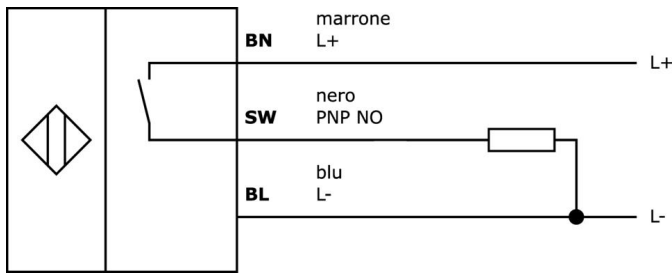 marrone
BN L+
L+
nero
SW PNP NO
blu
BL L-
L-